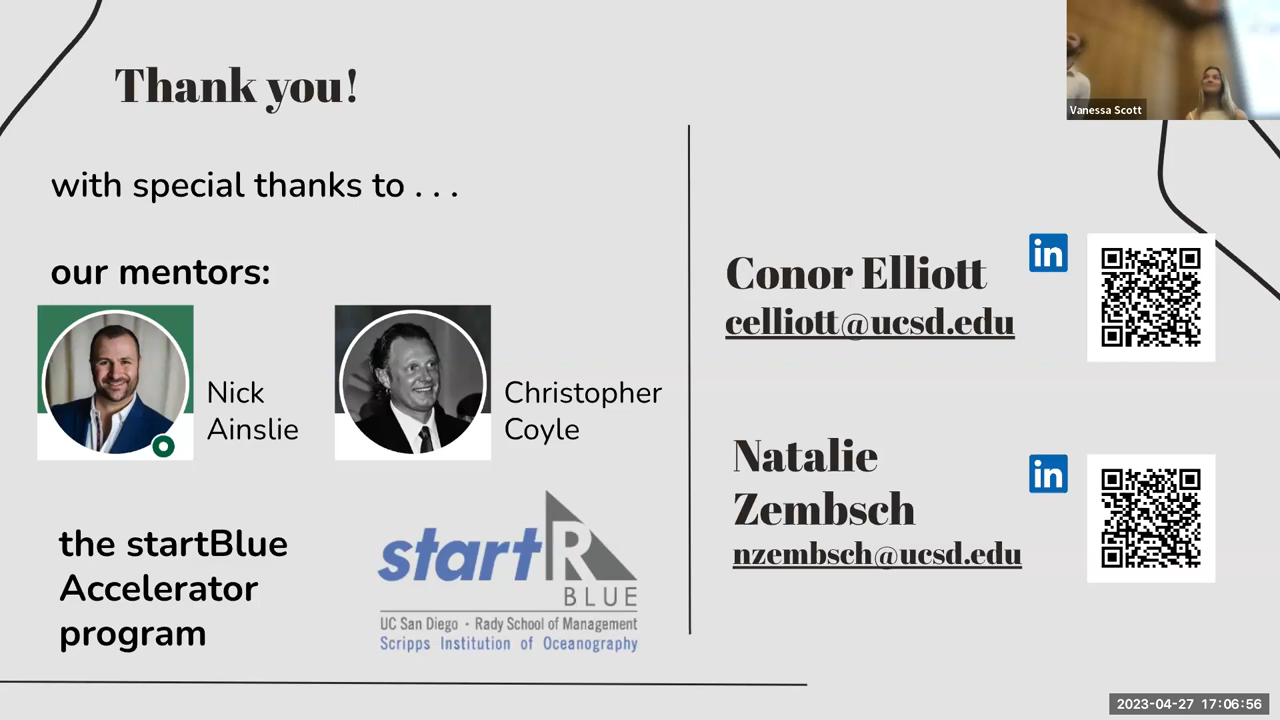 Thank you!
with special thanks to . . .
our mentors:
Nick
Ainslie
Christopher
Coyle
the startBlue
Accelerator
program
startR
BLUE
UC San Diego · Rady School of Management
Scripps Institution of Oceanography
Conor Elliott
celliott@ucsd.edu
in
Natalie
Zembsch
nzembsch@ucsd.edu
in
Vanessa Scott
2023-04-27 17:06:56